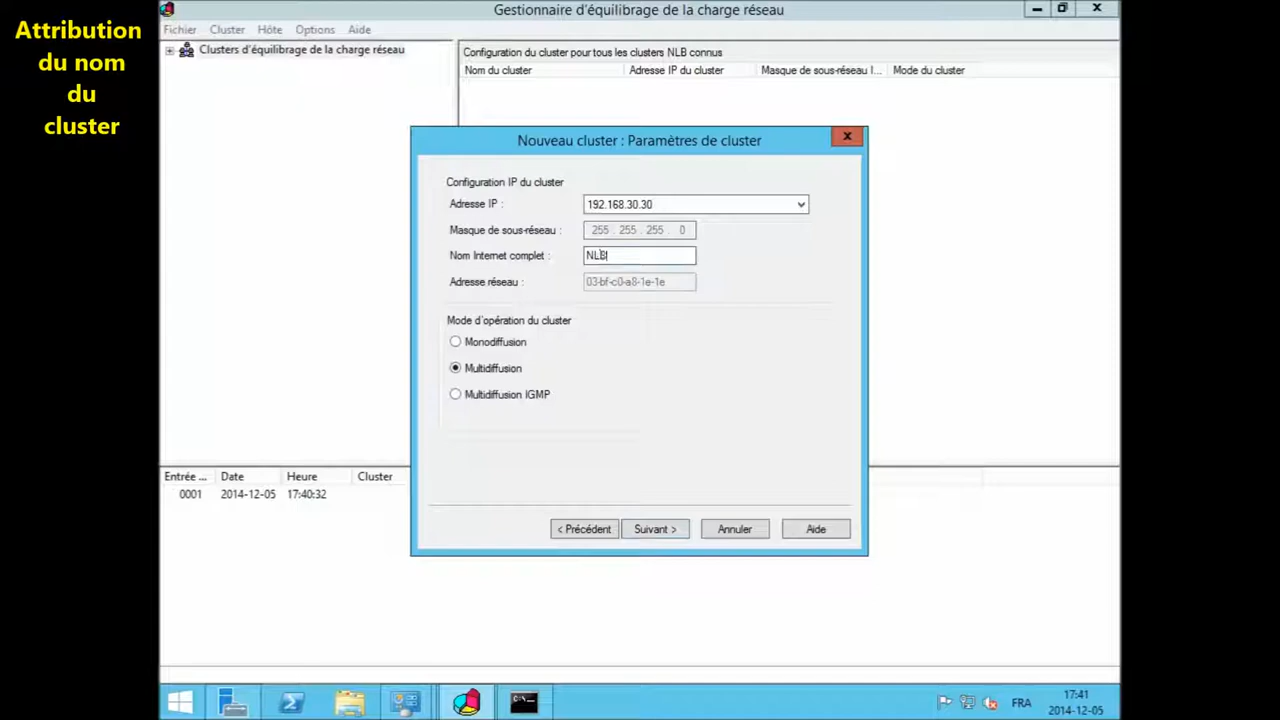 Attribution
du nom
du
cluster
Gestionnaire d'équilibrage de la charge réseau
Fichier Cluster Hôte Options Aide
Clusters d'équilibrage de la charge réseau
Configuration du cluster pour tous les clusters NLB connus
Nom du cluster Adresse IP du cluster Masque de sous-réseau I... Mode du cluster
Nouveau cluster : Paramètres de cluster
Configuration IP du cluster
Adresse IP : 192.168.30.30
Masque de sous-réseau : 255 . 255 . 255 . 0
Nom Internet complet : NLB
Adresse réseau : 03-bf-c0-a8-1e-1e
Mode d'opération du cluster
Monodiffusion
Multidiffusion
Multidiffusion IGMP
< Précédent Suivant > Annuler Aide
Entrée ... Date Heure Cluster
0001 2014-12-05 17:40:32
FRA
17:41
2014-12-05